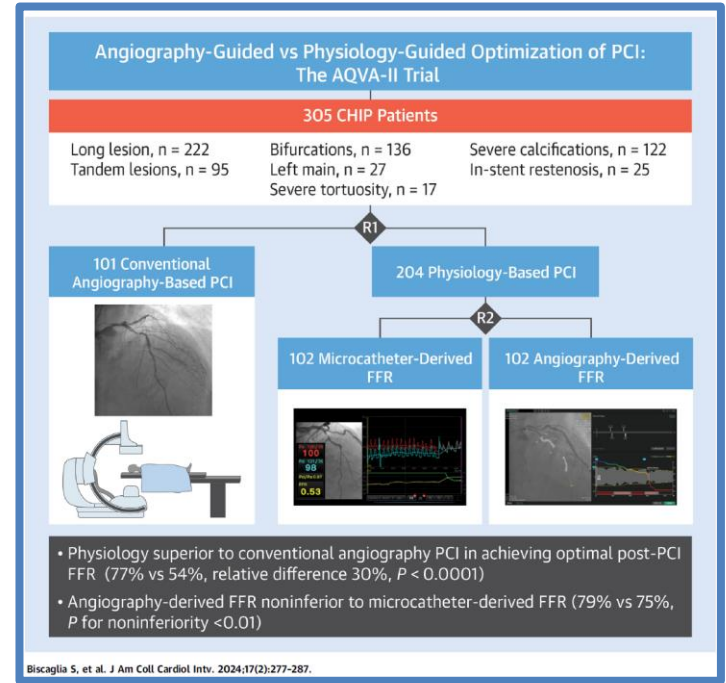 Angiography-Guided vs Physiology-Guided Optimization of PCI:
The AQVA-II Trial
305 CHIP Patients
Long lesion, n = 222
Tandem lesions, n = 95
Bifurcations, n = 136
Left main, n = 27
Severe tortuosity, n = 17
Severe calcifications, n = 122
In-stent restenosis, n = 25
R1
101 Conventional
Angiography-Based PCI
204 Physiology-Based PCI
R2
102 Microcatheter-Derived
FFR
102 Angiography-Derived
FFR
100
98
0.53
• Physiology superior to conventional angiography PCI in achieving optimal post-PCI
FFR (77% vs 54%, relative difference 30%, P < 0.0001)
• Angiography-derived FFR noninferior to microcatheter-derived FFR (79% vs 75%,
P for noninferiority <0.01)
Biscaglia S, et al. J Am Coll Cardiol Intv. 2024;17(2):277–287.